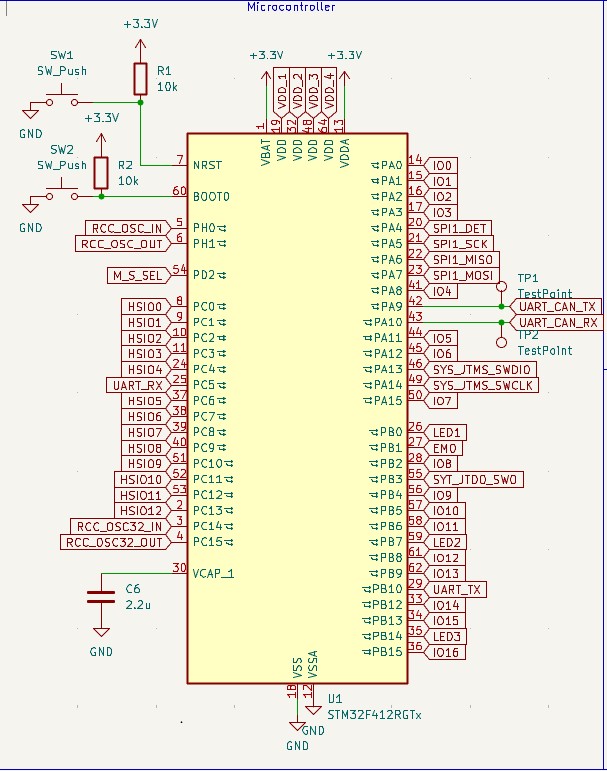 Microcontroller
+3.3V
SW1
SW_Push
R1
10k
GND
+3.3V
SW2
SW_Push
R2
10k
GND
+3.3V
+3.3V
VDD_1
VDD_2
VDD_3
VDD_4
1
19
32
48
64
13
VBAT
VDD
VDD
VDD
VDD
VDDA
7 NRST
60 BOOT0
RCC_OSC_IN 5 PH0
RCC_OSC_OUT 6 PH1
M_S_SEL 54 PD2
HSIO0 8 PC0
HSIO1 9 PC1
HSIO2 10 PC2
HSIO3 11 PC3
HSIO4 24 PC4
UART_RX 25 PC5
HSIO5 37 PC6
HSIO6 38 PC7
HSIO7 39 PC8
HSIO8 40 PC9
HSIO9 51 PC10
HSIO10 52 PC11
HSIO11 53 PC12
HSIO12 2 PC13
RCC_OSC32_IN 3 PC14
RCC_OSC32_OUT 4 PC15
30 VCAP_1
C6
2.2u
GND
PA0 14 IO0
PA1 15 IO1
PA2 16 IO2
PA3 17 IO3
PA4 20 SPI1_DET
PA5 21 SPI1_SCK
PA6 22 SPI1_MISO
PA7 23 SPI1_MOSI
PA8 41 IO4
TP1
TestPoint
PA9 42 UART_CAN_TX
PA10 43 UART_CAN_RX
TP2
TestPoint
PA11 44 IO5
PA12 45 IO6
PA13 46 SYS_JTMS_SWDIO
PA14 49 SYS_JTMS_SWCLK
PA15 50 IO7
PB0 26 LED1
PB1 27 EM0
PB2 28 IO8
PB3 55 SYT_JTDO_SWO
PB4 56 IO9
PB5 57 IO10
PB6 58 IO11
PB7 59 LED2
PB8 61 IO12
PB9 62 IO13
PB10 29 UART_TX
PB12 33 IO14
PB13 34 IO15
PB14 35 LED3
PB15 36 IO16
VSS
VSSA
18
12
U1
STM32F412RGTx
GND
GND